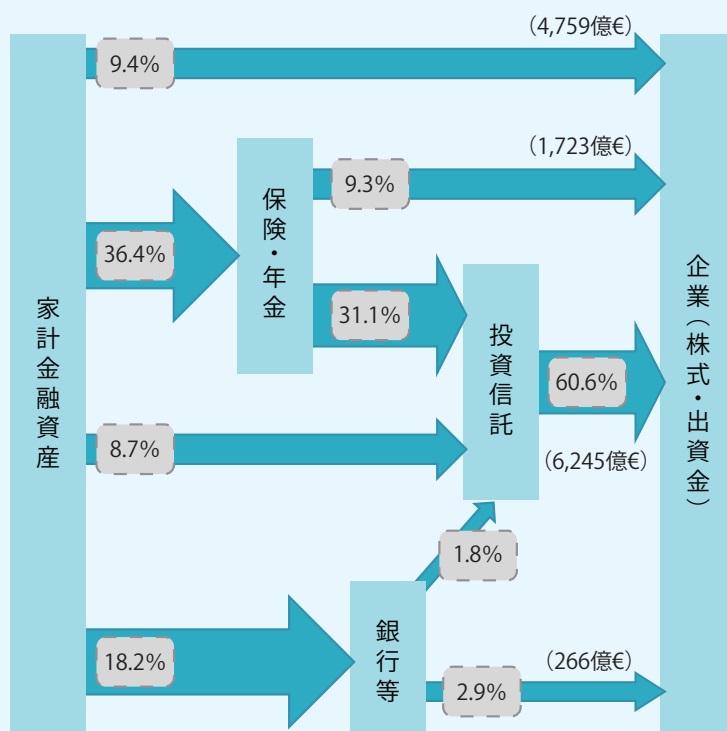 (4,759億€)
9.4%
(1,723億€)
9.3%
保険・年金
36.4%
31.1%
家計金融資産
投資信託
60.6%
企業(株式・出資金)
8.7%
(6,245億€)
1.8%
銀行等
18.2%
(266億€)
2.9%